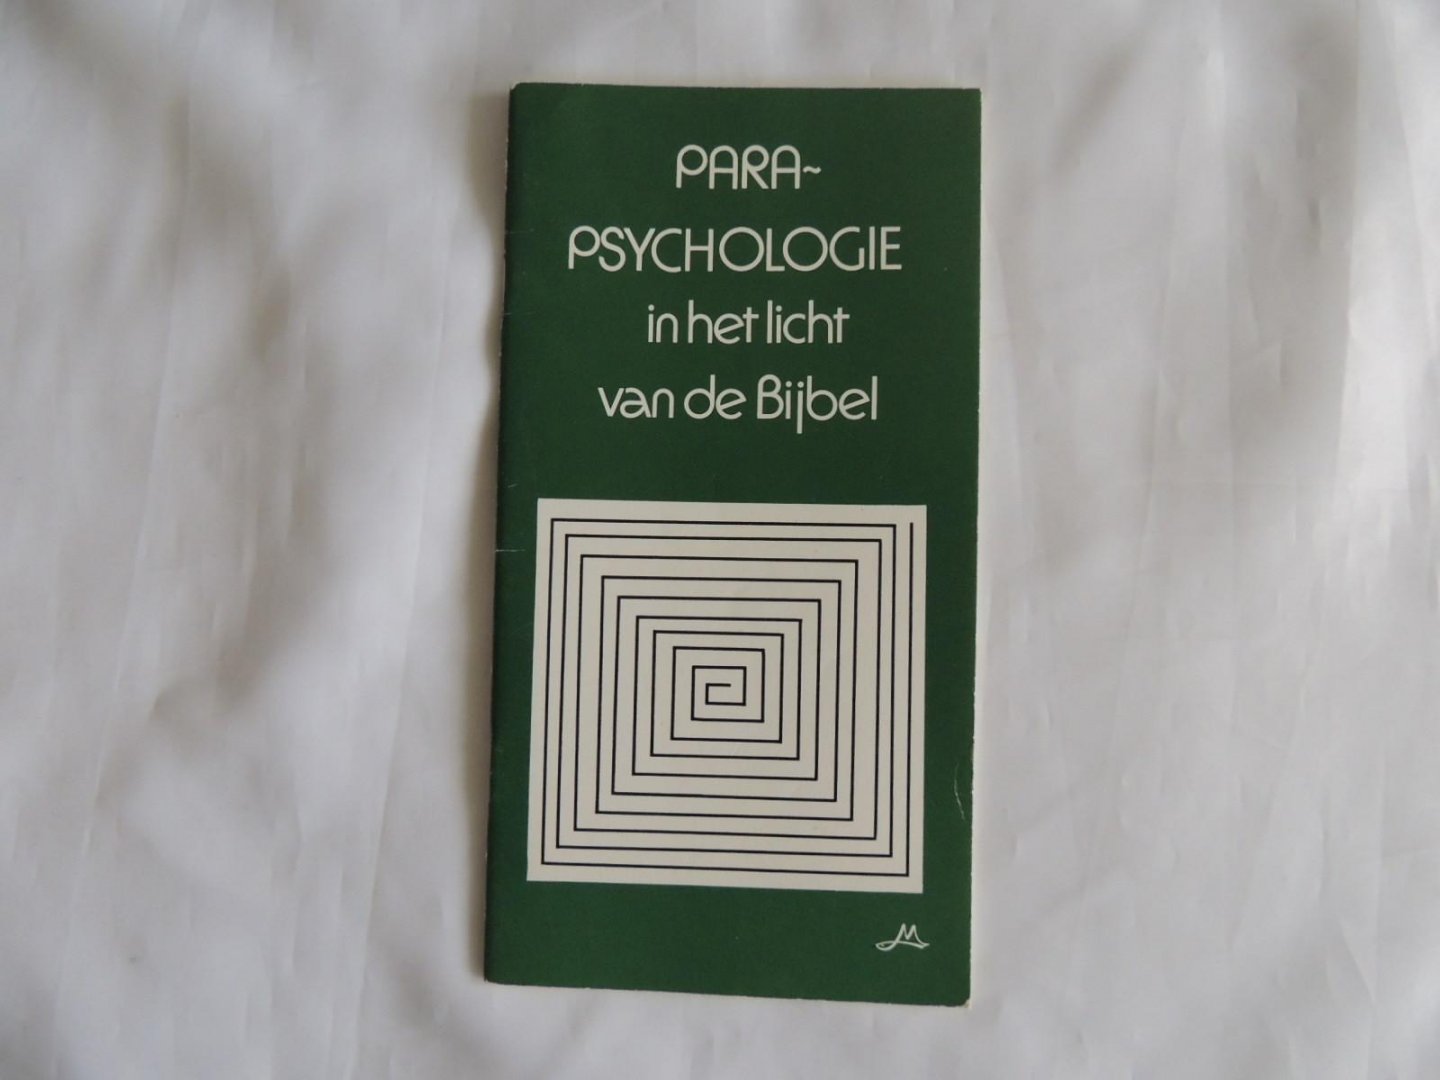 PARA~
PSYCHOLOGIE
in het licht
van de Bijbel
M